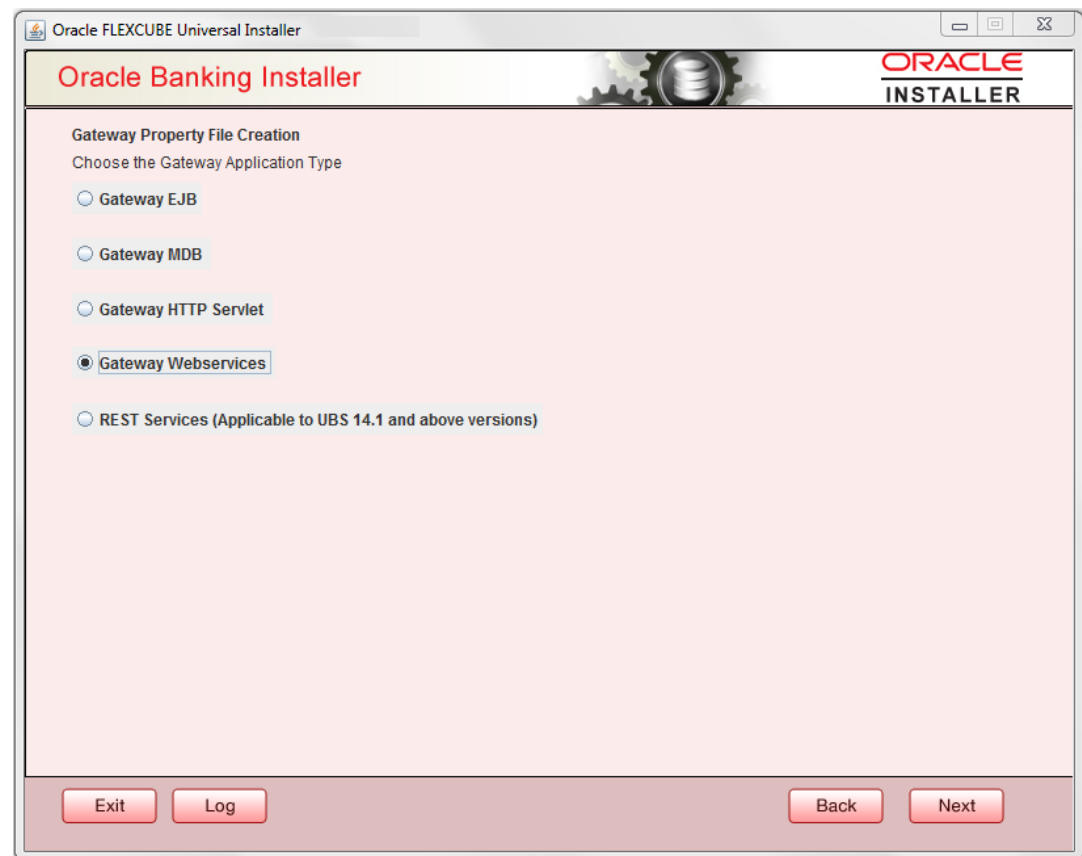 Oracle FLEXCUBE Universal Installer
Oracle Banking Installer
ORACLE
INSTALLER
Gateway Property File Creation
Choose the Gateway Application Type
Gateway EJB
Gateway MDB
Gateway HTTP Servlet
Gateway Webservices
REST Services (Applicable to UBS 14.1 and above versions)
Exit Log Back Next